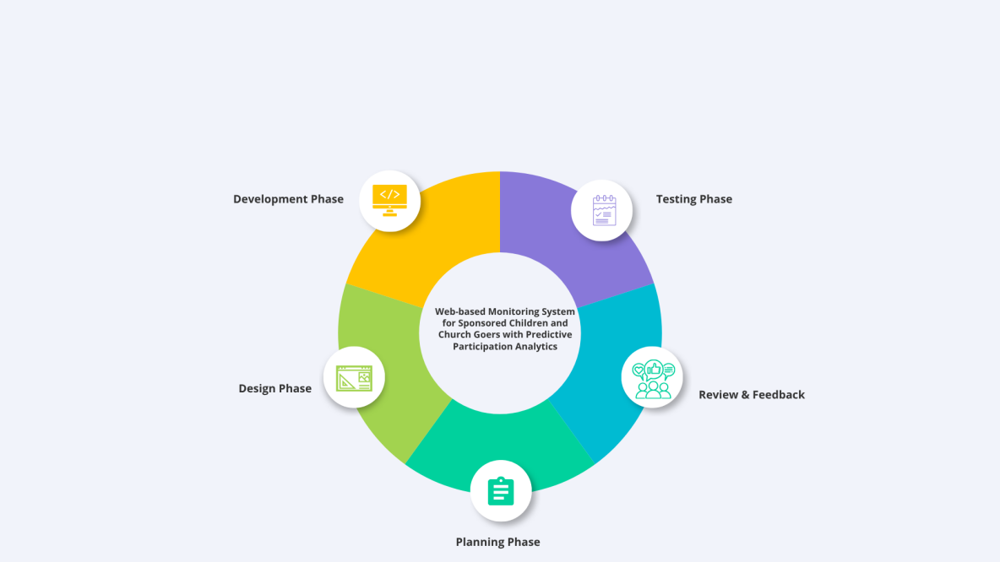 Development Phase
Testing Phase
Web-based Monitoring System
for Sponsored Children and
Church Goers with Predictive
Participation Analytics
Design Phase
Review & Feedback
Planning Phase